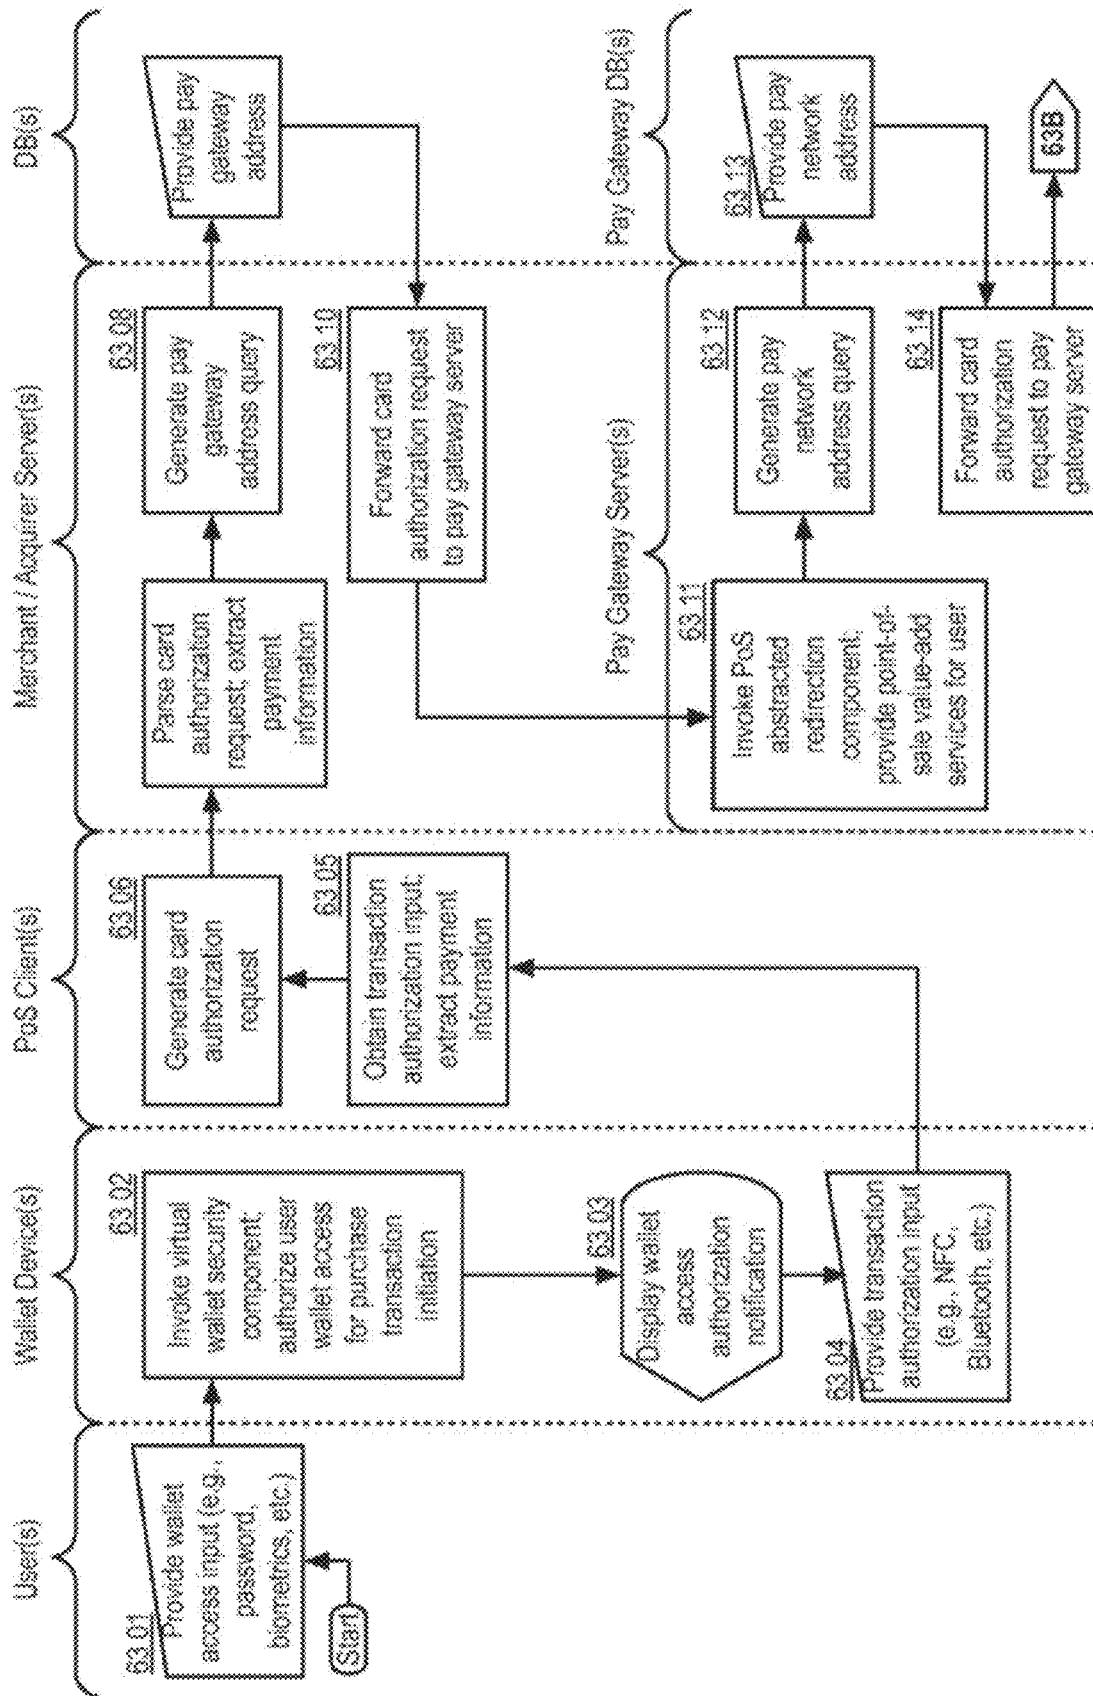 User(s)
Wallet Device(s)
PoS Client(s)
Merchant / Acquirer Server(s)
DB(s)
63 01
Provide wallet
access input (e.g.,
password,
biometrics, etc.)
Start
63 02
Invoke virtual
wallet security
component;
authorize user
wallet access
for purchase
transaction
initiation
63 03
Display wallet
access
authorization
notification
63 04
Provide transaction
authorization input
(e.g., NFC,
Bluetooth, etc.)
63 06
Generate card
authorization
request
63 05
Obtain transaction
authorization input;
extract payment
information
Parse card
authorization
request; extract
payment
information
63 08
Generate pay
gateway
address query
Provide pay
gateway
address
63 10
Forward card
authorization request
to pay gateway server
Pay Gateway Server(s)
Pay Gateway DB(s)
63 11
Invoke PoS
abstracted
redirection
component;
provide point-of-
sale value-add
services for user
63 12
Generate pay
network
address query
63 13
Provide pay
network
address
63 14
Forward card
authorization
request to pay
gateway server
63B